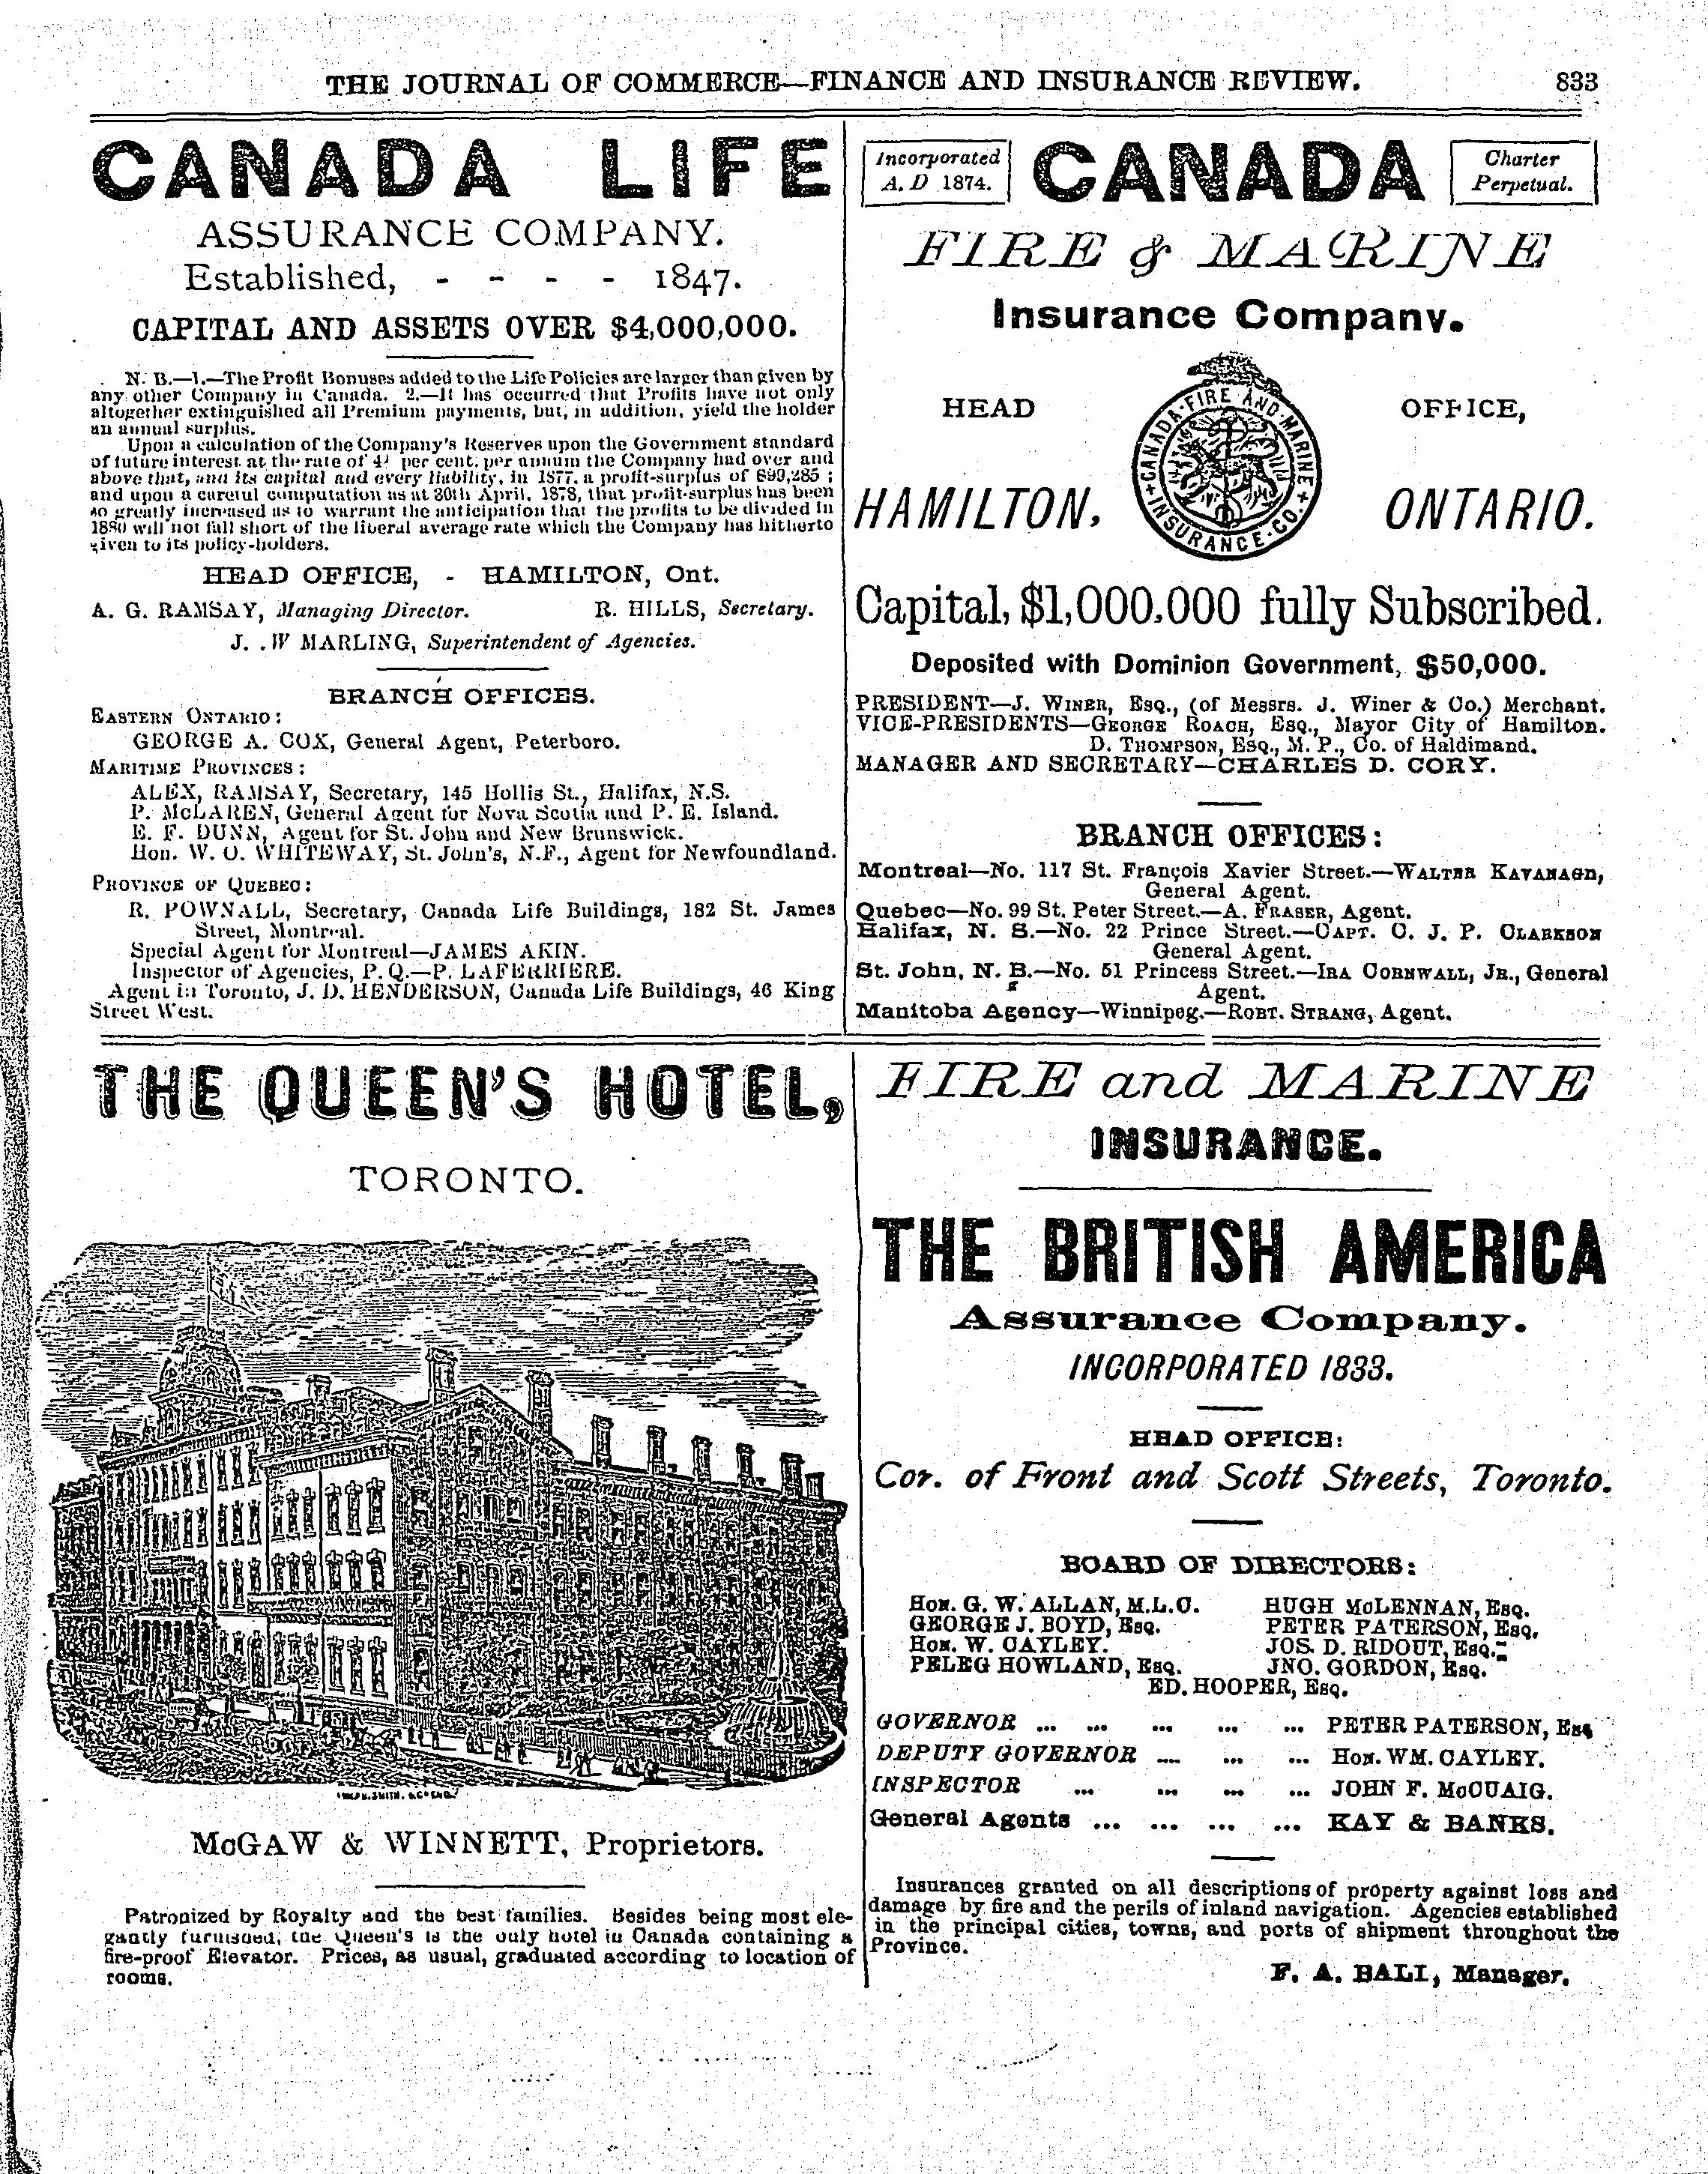 THE JOURNAL OF COMMERCE—FINANCE AND INSURANCE REVIEW. 833
CANADA LIFE
ASSURANCE COMPANY.
Established, - - - - 1847.
CAPITAL AND ASSETS OVER $4,000,000.
N. B.—1.—The Profit Bonuses added to the Life Policies are larger than given by
any other Company in Canada. 2.—It has occurred that Profits have not only
altogether extinguished all Premium payments, but, in addition, yield the holder
an annual surplus.
Upon a calculation of the Company's Reserves upon the Government standard
of future interest at the rate of per cent. per annum the Company had over and
above that, and its capital and every liability, in 1877, a profit-surplus of
and upon a careful computation as at 30th April, 1878, that profit-surplus has been
so greatly increased as to warrant the anticipation that the profits to be divided in
1880 will not fall short of the liberal average rate which the Company has hitherto
given to its policy-holders.
HEAD OFFICE, - HAMILTON, Ont.
A. G. RAMSAY, Managing Director. R. HILLS, Secretary.
J. .W MARLING, Superintendent of Agencies.
BRANCH OFFICES.
EASTERN ONTARIO:
GEORGE A. COX, General Agent, Peterboro.
MARITIME PROVINCES:
ALEX, RAMSAY, Secretary, 145 Hollis St., Halifax, N.S.
P. McLAREN, General Agent for Nova Scotia and P. E. Island.
E. F. DUNN, Agent for St. John and New Brunswick.
Hon. W. O. WHITEWAY, St. John's, N.F., Agent for Newfoundland.
PROVINCE OF QUEBEC:
R. POWNALL, Secretary, Canada Life Buildings, 182 St. James
Street, Montreal.
Special Agent for Montreal—JAMES AKIN.
Inspector of Agencies, P. Q.—P. LAFERRIERE.
Agent in Toronto, J. D. HENDERSON, Canada Life Buildings, 46 King
Street West.
Incorporated
A. D 1874.
CANADA
Charter
Perpetual.
FIRE & MARINE
Insurance Company.
HEAD OFFICE,
CANADA·FIRE AND MARINE+INSURANCE·CO.+
HAMILTON, ONTARIO.
Capital, $1,000,000 fully Subscribed.
Deposited with Dominion Government, $50,000.
PRESIDENT—J. WINER, Esq., (of Messrs. J. Winer & Co.) Merchant.
VICE-PRESIDENTS—GEORGE ROACH, Esq., Mayor City of Hamilton.
D. THOMPSON, Esq., M. P., Co. of Haldimand.
MANAGER AND SECRETARY—CHARLES D. CORY.
BRANCH OFFICES:
Montreal—No. 117 St. François Xavier Street.—WALTER KAVANAGH,
General Agent.
Quebec—No. 99 St. Peter Street.—A. FRASER, Agent.
Halifax, N. S.—No. 22 Prince Street.—CAPT. C. J. P. CLARKSON
General Agent.
St. John, N. B.—No. 51 Princess Street.—IRA CORNWALL, JR., General
Agent.
Manitoba Agency—Winnipeg.—ROBT. STRANG, Agent.
THE QUEEN'S HOTEL,
TORONTO.
McGAW & WINNETT, Proprietors.
Patronized by Royalty and the best families. Besides being most ele-
gantly furnished, the Queen's is the only hotel in Canada containing a
fire-proof Elevator. Prices, as usual, graduated according to location of
rooms.
FIRE and MARINE
INSURANCE.
THE BRITISH AMERICA
Assurance Company.
INCORPORATED 1833.
HEAD OFFICE:
Cor. of Front and Scott Streets, Toronto.
BOARD OF DIRECTORS:
HON. G. W. ALLAN, M.L.C. HUGH McLENNAN, ESQ.
GEORGE J. BOYD, ESQ. PETER PATERSON, ESQ.
HON. W. CAYLEY. JOS. D. RIDOUT, ESQ.
PELEG HOWLAND, ESQ. JNO. GORDON, ESQ.
ED. HOOPER, ESQ.
GOVERNOR ... ... ... ... ... PETER PATERSON, ESQ
DEPUTY GOVERNOR ... ... ... HON. WM. CAYLEY.
INSPECTOR ... ... ... ... JOHN F. McCUAIG.
General Agents ... ... ... ... KAY & BANKS.
Insurances granted on all descriptions of property against loss and
damage by fire and the perils of inland navigation. Agencies established
in the principal cities, towns, and ports of shipment throughout the
Province.
F. A. BALL, Manager.